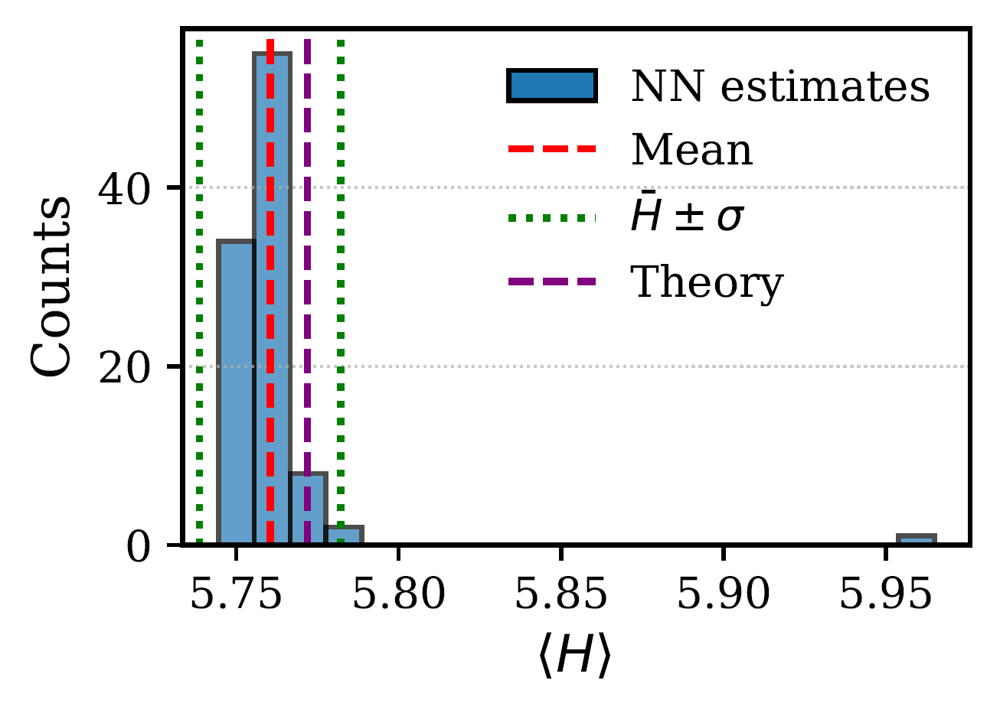 NN estimates
Mean
H̄ ± σ
Theory
Counts
40
20
0
5.75 5.80 5.85 5.90 5.95
⟨H⟩